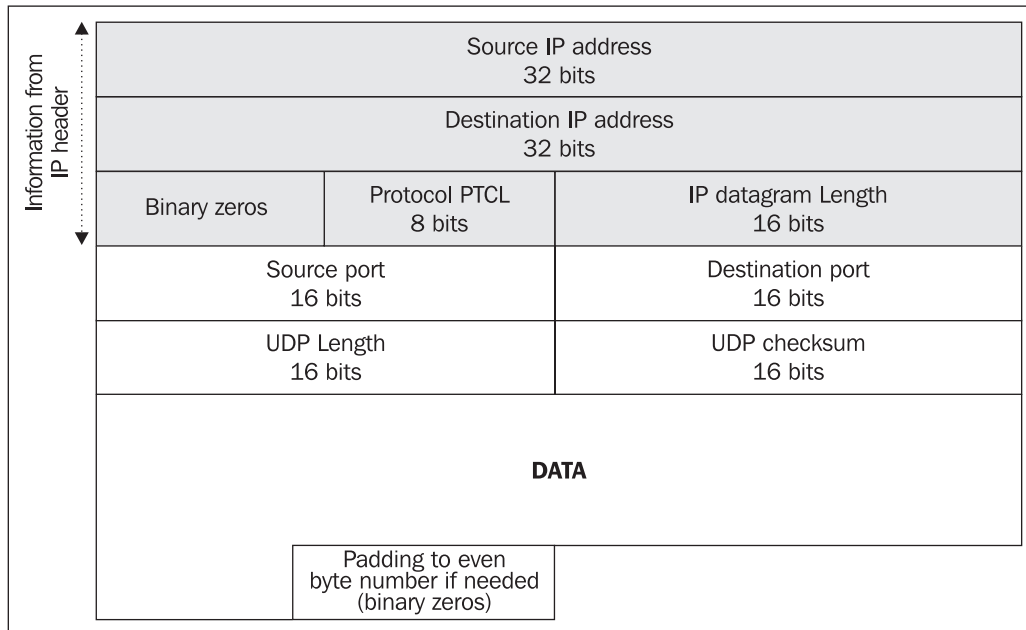 Information from
IP header
Source IP address
32 bits
Destination IP address
32 bits
Binary zeros
Protocol PTCL
8 bits
IP datagram Length
16 bits
Source port
16 bits
Destination port
16 bits
UDP Length
16 bits
UDP checksum
16 bits
DATA
Padding to even
byte number if needed
(binary zeros)